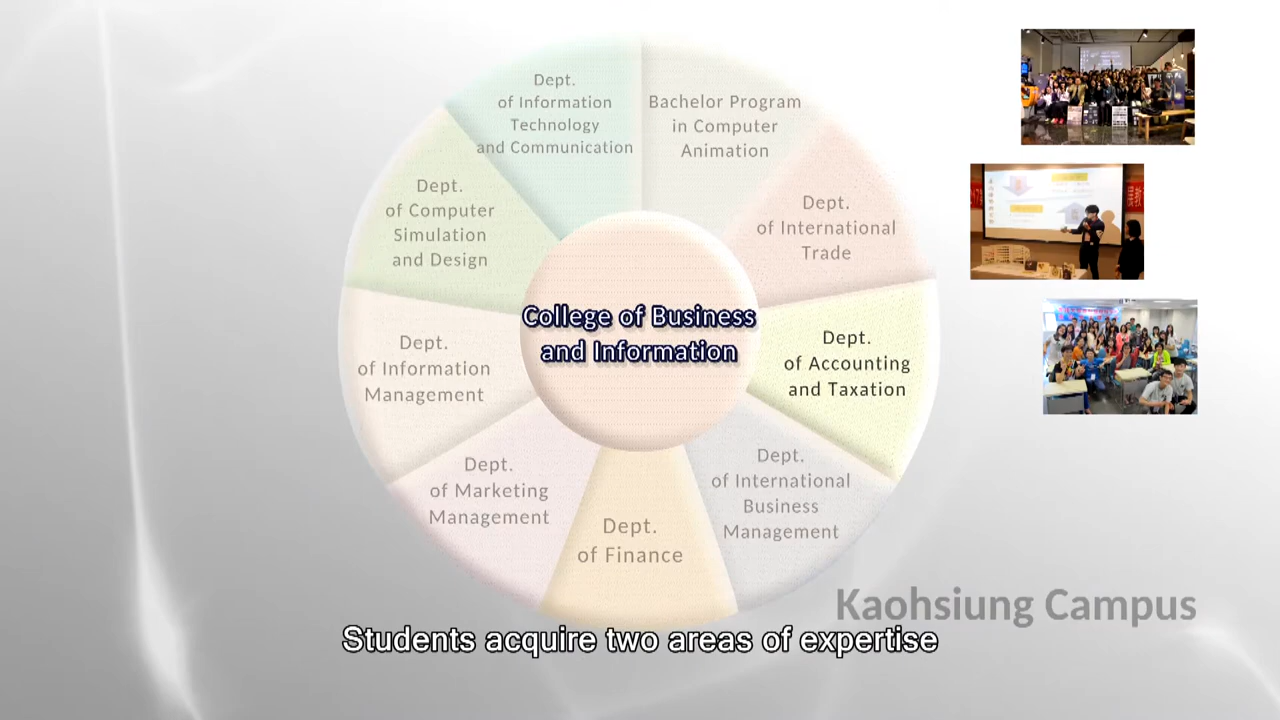 Dept.
of Information
Technology
and Communication
Bachelor Program
in Computer
Animation
Dept.
of International
Trade
Dept.
of Accounting
and Taxation
Dept.
of International
Business
Management
Dept.
of Finance
Dept.
of Marketing
Management
Dept.
of Information
Management
Dept.
of Computer
Simulation
and Design
College of Business
and Information
Kaohsiung Campus
Students acquire two areas of expertise